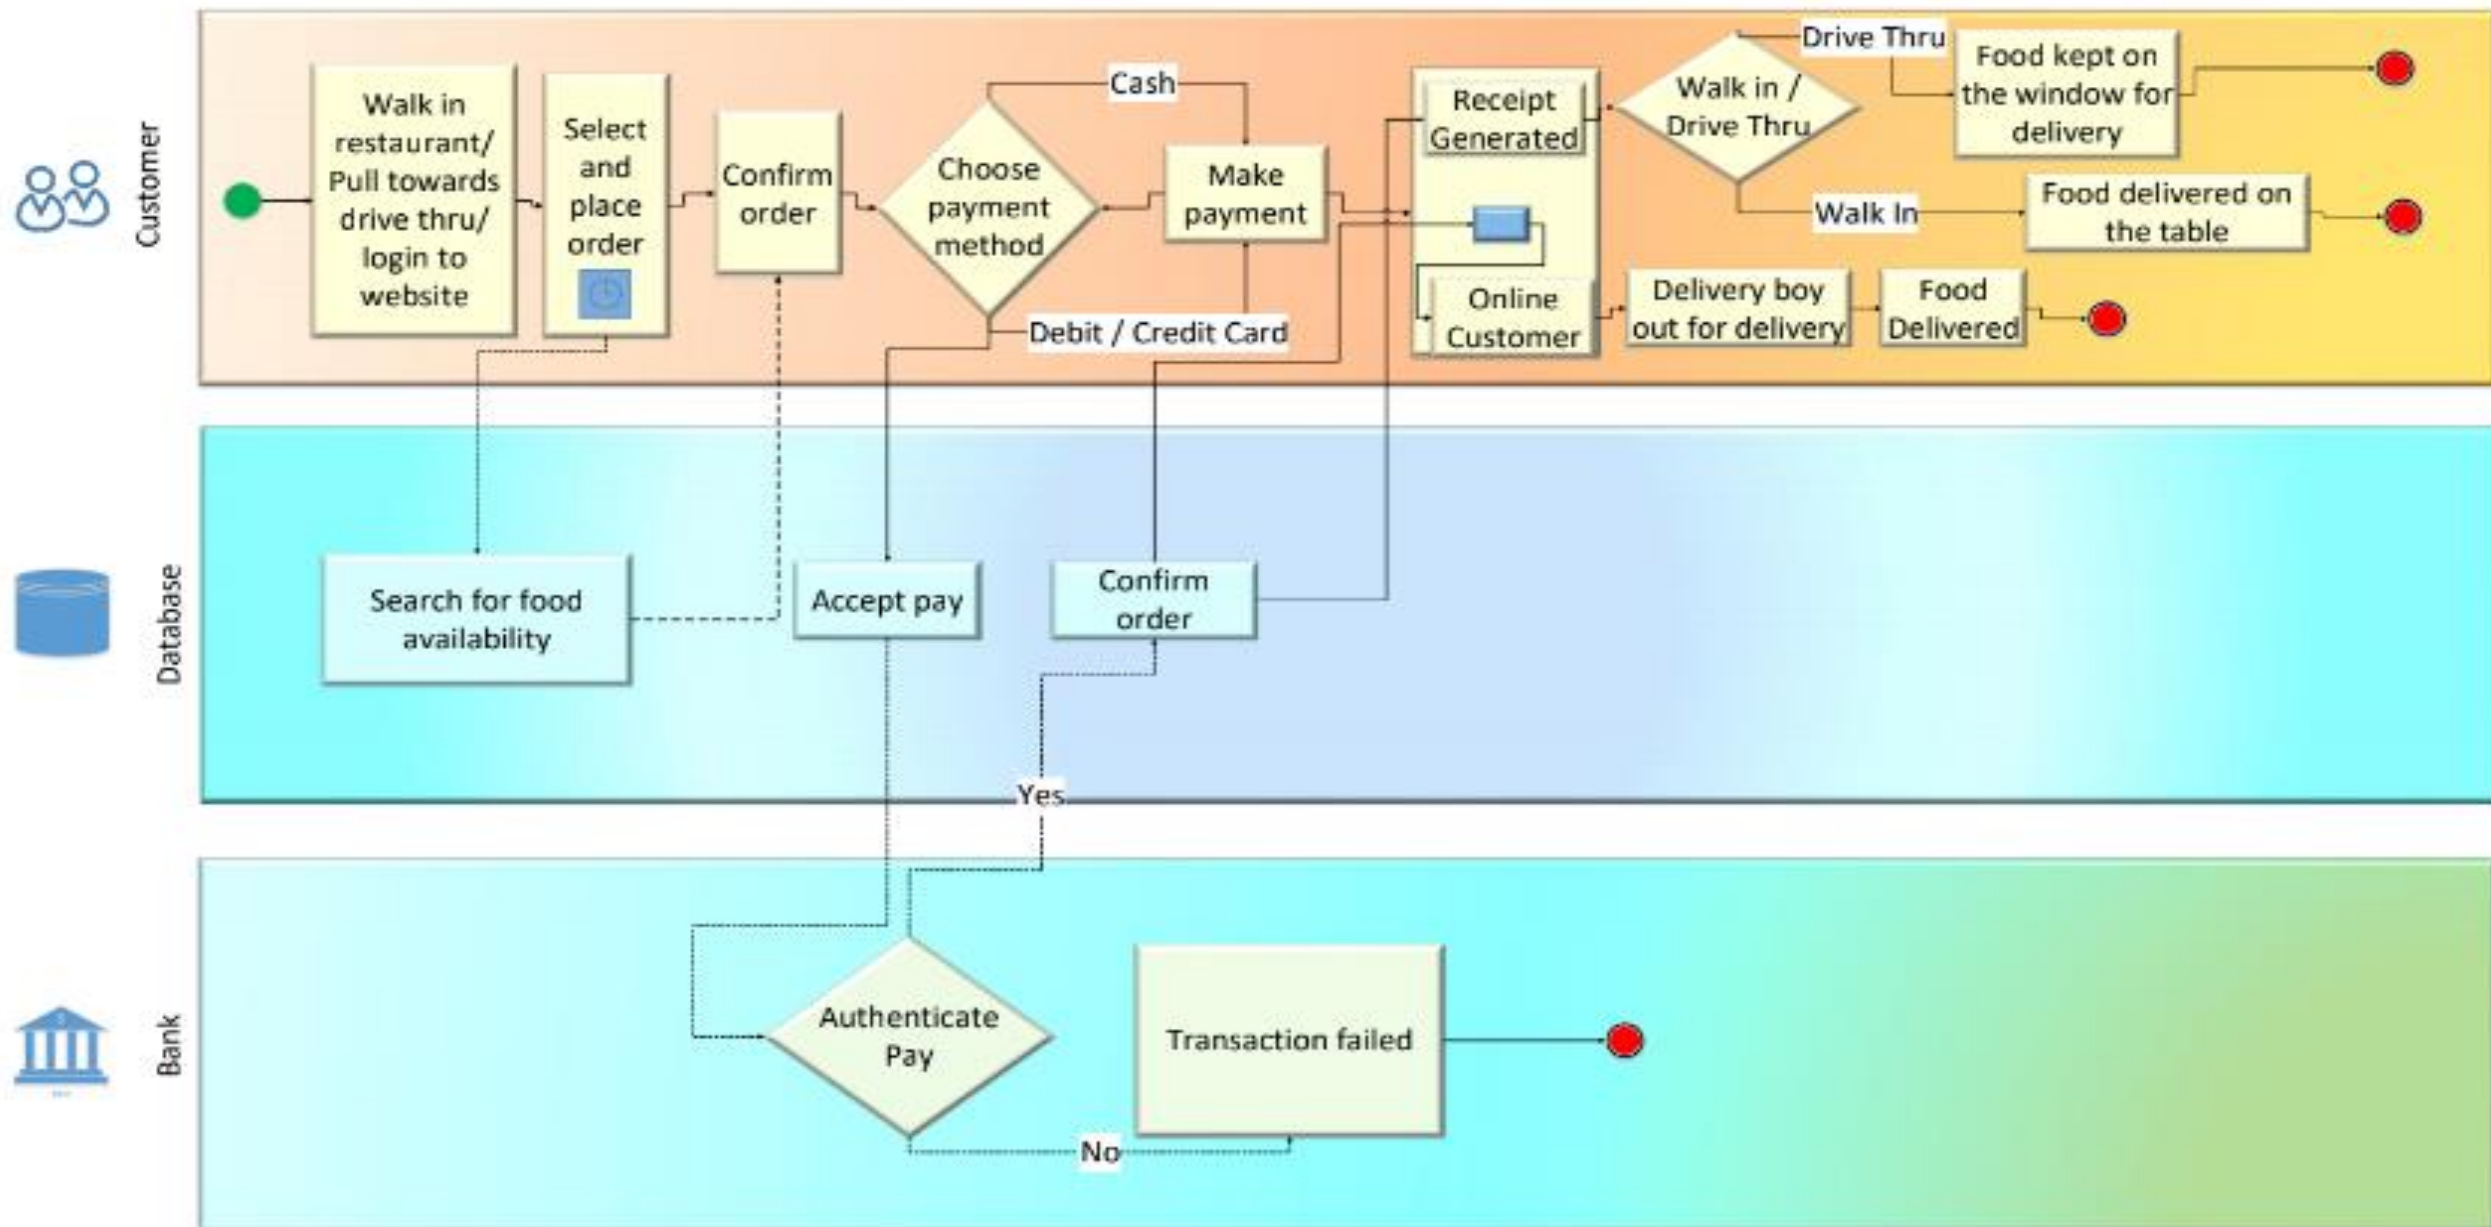 Customer
Walk in
restaurant/
Pull towards
drive thru/
login to
website
Select
and
place
order
Confirm
order
Choose
payment
method
Cash
Make
payment
Debit / Credit Card
Receipt
Generated
Online
Customer
Walk in /
Drive Thru
Drive Thru
Food kept on
the window for
delivery
Walk In
Food delivered on
the table
Delivery boy
out for delivery
Food
Delivered
Database
Search for food
availability
Accept pay
Confirm
order
Yes
Bank
Authenticate
Pay
Transaction failed
No